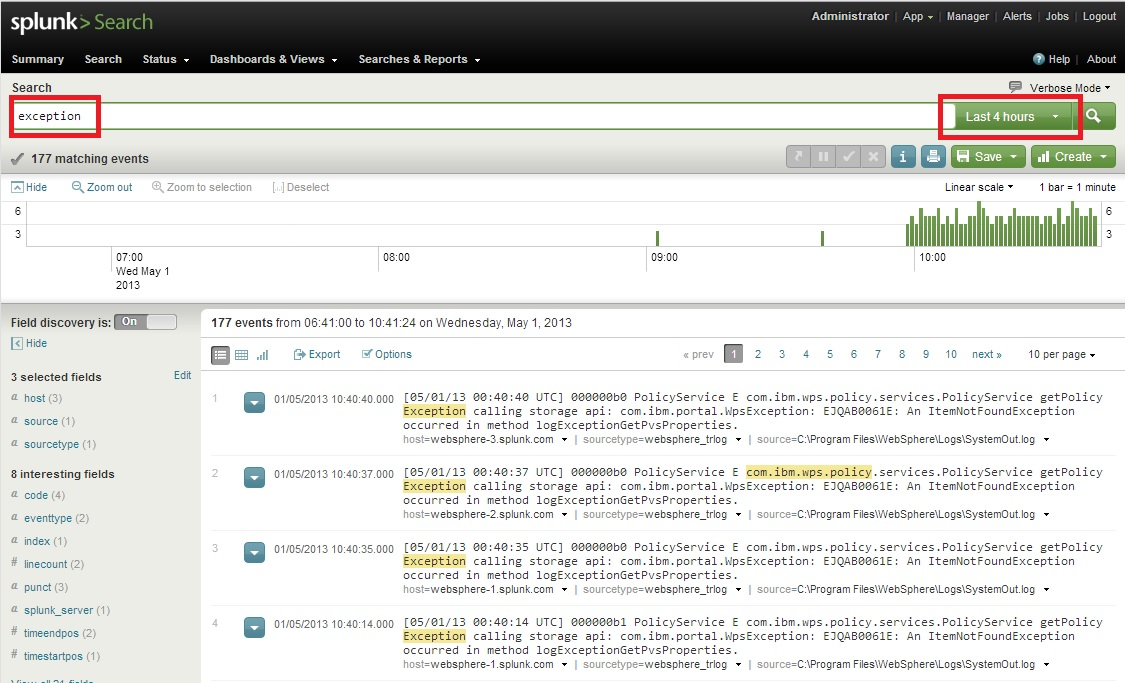 splunk> Search
Administrator | App | Manager | Alerts | Jobs | Logout
Summary Search Status Dashboards & Views Searches & Reports
? Help | About
Search
Verbose Mode
exception
Last 4 hours
177 matching events
i Save Create
Hide Zoom out Zoom to selection [..] Deselect
Linear scale 1 bar = 1 minute
6 6
3 3
07:00 08:00 09:00 10:00
Wed May 1
2013
Field discovery is: On
Hide
3 selected fields Edit
a host (3)
a source (1)
a sourcetype (1)
8 interesting fields
a code (4)
a eventtype (2)
a index (1)
# linecount (2)
a punct (3)
a splunk_server (1)
# timeendpos (2)
# timestartpos (1)
View all 21 fields
177 events from 06:41:00 to 10:41:24 on Wednesday, May 1, 2013
Export Options
« prev 1 2 3 4 5 6 7 8 9 10 next » 10 per page
1 01/05/2013 10:40:40.000 [05/01/13 00:40:40 UTC] 000000b0 PolicyService E com.ibm.wps.policy.services.PolicyService getPolicy
Exception calling storage api: com.ibm.portal.WpsException: EJQAB0061E: An ItemNotFoundException
occurred in method logExceptionGetPvsProperties.
host=websphere-3.splunk.com | sourcetype=websphere_trlog | source=C:\Program Files\WebSphere\Logs\SystemOut.log
2 01/05/2013 10:40:37.000 [05/01/13 00:40:37 UTC] 000000b0 PolicyService E com.ibm.wps.policy.services.PolicyService getPolicy
Exception calling storage api: com.ibm.portal.WpsException: EJQAB0061E: An ItemNotFoundException
occurred in method logExceptionGetPvsProperties.
host=websphere-2.splunk.com | sourcetype=websphere_trlog | source=C:\Program Files\WebSphere\Logs\SystemOut.log
3 01/05/2013 10:40:35.000 [05/01/13 00:40:35 UTC] 000000b0 PolicyService E com.ibm.wps.policy.services.PolicyService getPolicy
Exception calling storage api: com.ibm.portal.WpsException: EJQAB0061E: An ItemNotFoundException
occurred in method logExceptionGetPvsProperties.
host=websphere-1.splunk.com | sourcetype=websphere_trlog | source=C:\Program Files\WebSphere\Logs\SystemOut.log
4 01/05/2013 10:40:14.000 [05/01/13 00:40:14 UTC] 000000b1 PolicyService E com.ibm.wps.policy.services.PolicyService getPolicy
Exception calling storage api: com.ibm.portal.WpsException: EJQAB0061E: An ItemNotFoundException
occurred in method logExceptionGetPvsProperties.
host=websphere-1.splunk.com | sourcetype=websphere_trlog | source=C:\Program Files\WebSphere\Logs\SystemOut.log